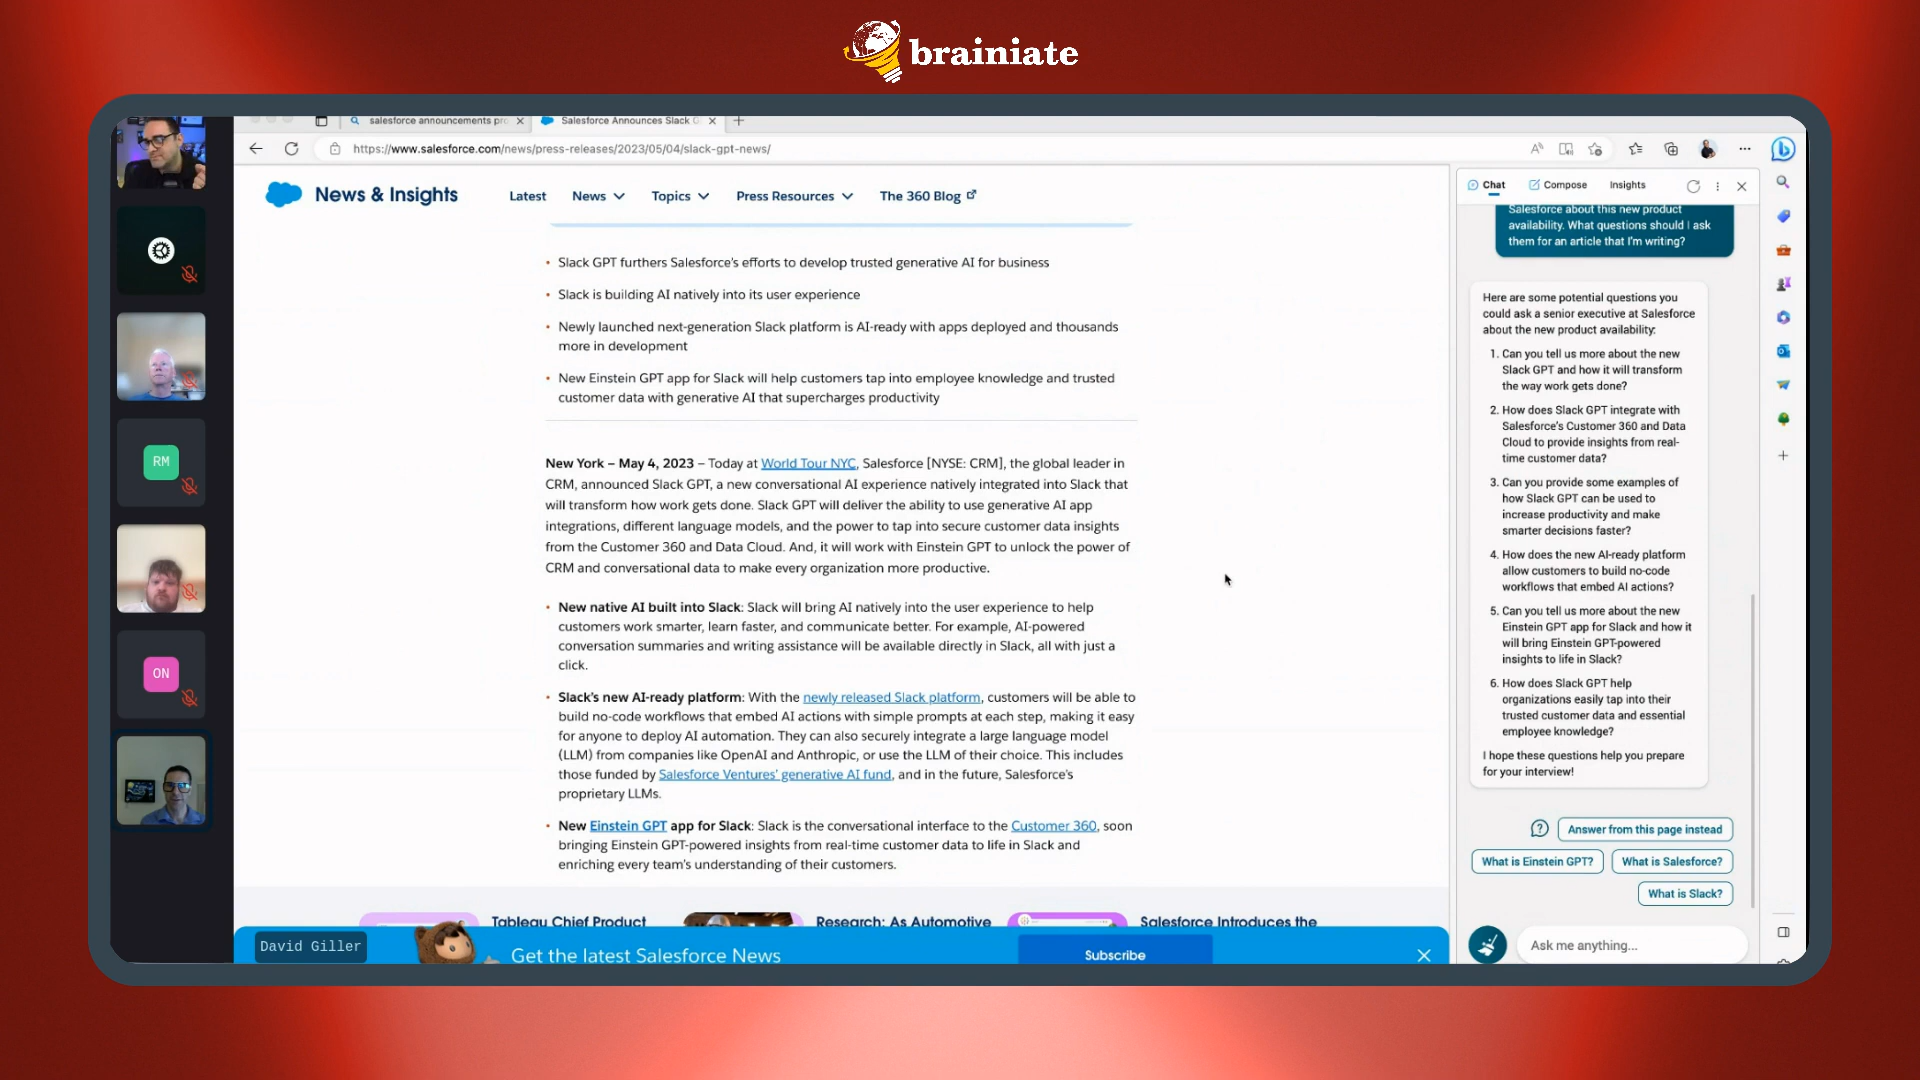 brainiate
salesforce announcements pr
Salesforce Announces Slack G
https://www.salesforce.com/news/press-releases/2023/05/04/slack-gpt-news/
News & Insights
Latest
News
Topics
Press Resources
The 360 Blog
Slack GPT furthers Salesforce's efforts to develop trusted generative AI for business
Slack is building AI natively into its user experience
Newly launched next-generation Slack platform is AI-ready with apps deployed and thousands
more in development
New Einstein GPT app for Slack will help customers tap into employee knowledge and trusted
customer data with generative AI that supercharges productivity
New York – May 4, 2023 – Today at World Tour NYC, Salesforce [NYSE: CRM], the global leader in
CRM, announced Slack GPT, a new conversational AI experience natively integrated into Slack that
will transform how work gets done. Slack GPT will deliver the ability to use generative AI app
integrations, different language models, and the power to tap into secure customer data insights
from the Customer 360 and Data Cloud. And, it will work with Einstein GPT to unlock the power of
CRM and conversational data to make every organization more productive.
New native AI built into Slack: Slack will bring AI natively into the user experience to help
customers work smarter, learn faster, and communicate better. For example, AI-powered
conversation summaries and writing assistance will be available directly in Slack, all with just a
click.
Slack's new AI-ready platform: With the newly released Slack platform, customers will be able to
build no-code workflows that embed AI actions with simple prompts at each step, making it easy
for anyone to deploy AI automation. They can also securely integrate a large language model
(LLM) from companies like OpenAI and Anthropic, or use the LLM of their choice. This includes
those funded by Salesforce Ventures' generative AI fund, and in the future, Salesforce's
proprietary LLMs.
New Einstein GPT app for Slack: Slack is the conversational interface to the Customer 360, soon
bringing Einstein GPT-powered insights from real-time customer data to life in Slack and
enriching every team's understanding of their customers.
Tableau Chief Product
Research: As Automotive
Salesforce Introduces the
Get the latest Salesforce News
Subscribe
RM
ON
David Giller
Chat
Compose
Insights
Salesforce about this new product
availability. What questions should I ask
them for an article that I'm writing?
Here are some potential questions you
could ask a senior executive at Salesforce
about the new product availability:
1. Can you tell us more about the new
Slack GPT and how it will transform
the way work gets done?
2. How does Slack GPT integrate with
Salesforce's Customer 360 and Data
Cloud to provide insights from real-
time customer data?
3. Can you provide some examples of
how Slack GPT can be used to
increase productivity and make
smarter decisions faster?
4. How does the new AI-ready platform
allow customers to build no-code
workflows that embed AI actions?
5. Can you tell us more about the new
Einstein GPT app for Slack and how it
will bring Einstein GPT-powered
insights to life in Slack?
6. How does Slack GPT help
organizations easily tap into their
trusted customer data and essential
employee knowledge?
I hope these questions help you prepare
for your interview!
Answer from this page instead
What is Einstein GPT?
What is Salesforce?
What is Slack?
Ask me anything...